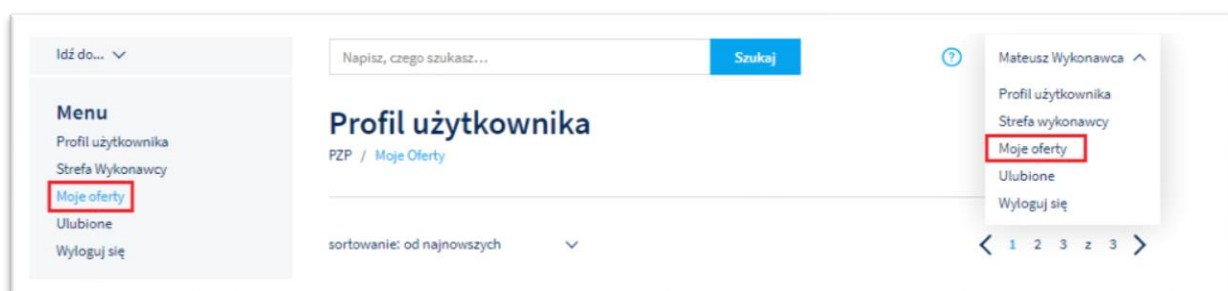 Idź do...
Menu
Profil użytkownika
Strefa Wykonawcy
Moje oferty
Ulubione
Wyloguj się
Napisz, czego szukasz...
Szukaj
Profil użytkownika
PZP / Moje Oferty
sortowanie: od najnowszych
?
Mateusz Wykonawca
Profil użytkownika
Strefa wykonawcy
Moje oferty
Ulubione
Wyloguj się
1 2 3 z 3